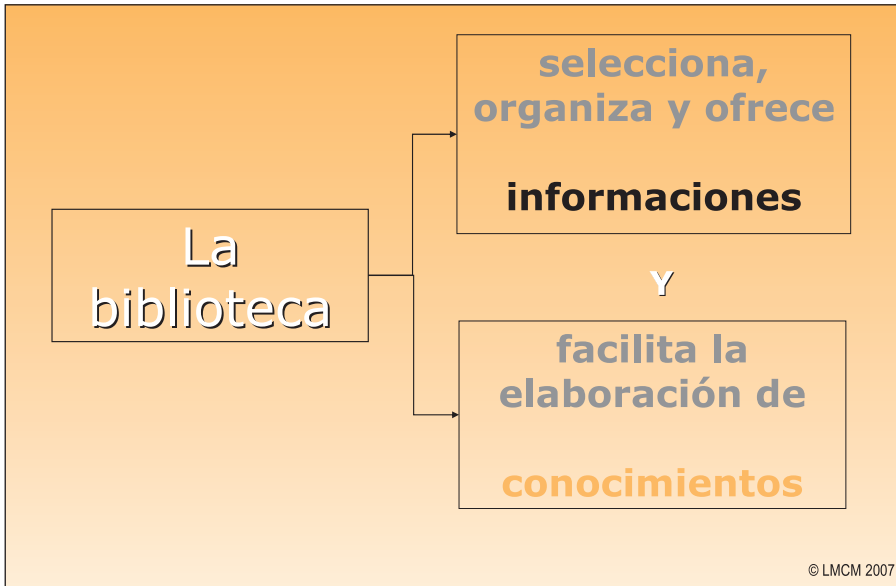 La
biblioteca
selecciona,
organiza y ofrece
informaciones
Y
facilita la
elaboración de
conocimientos
© LMCM 2007